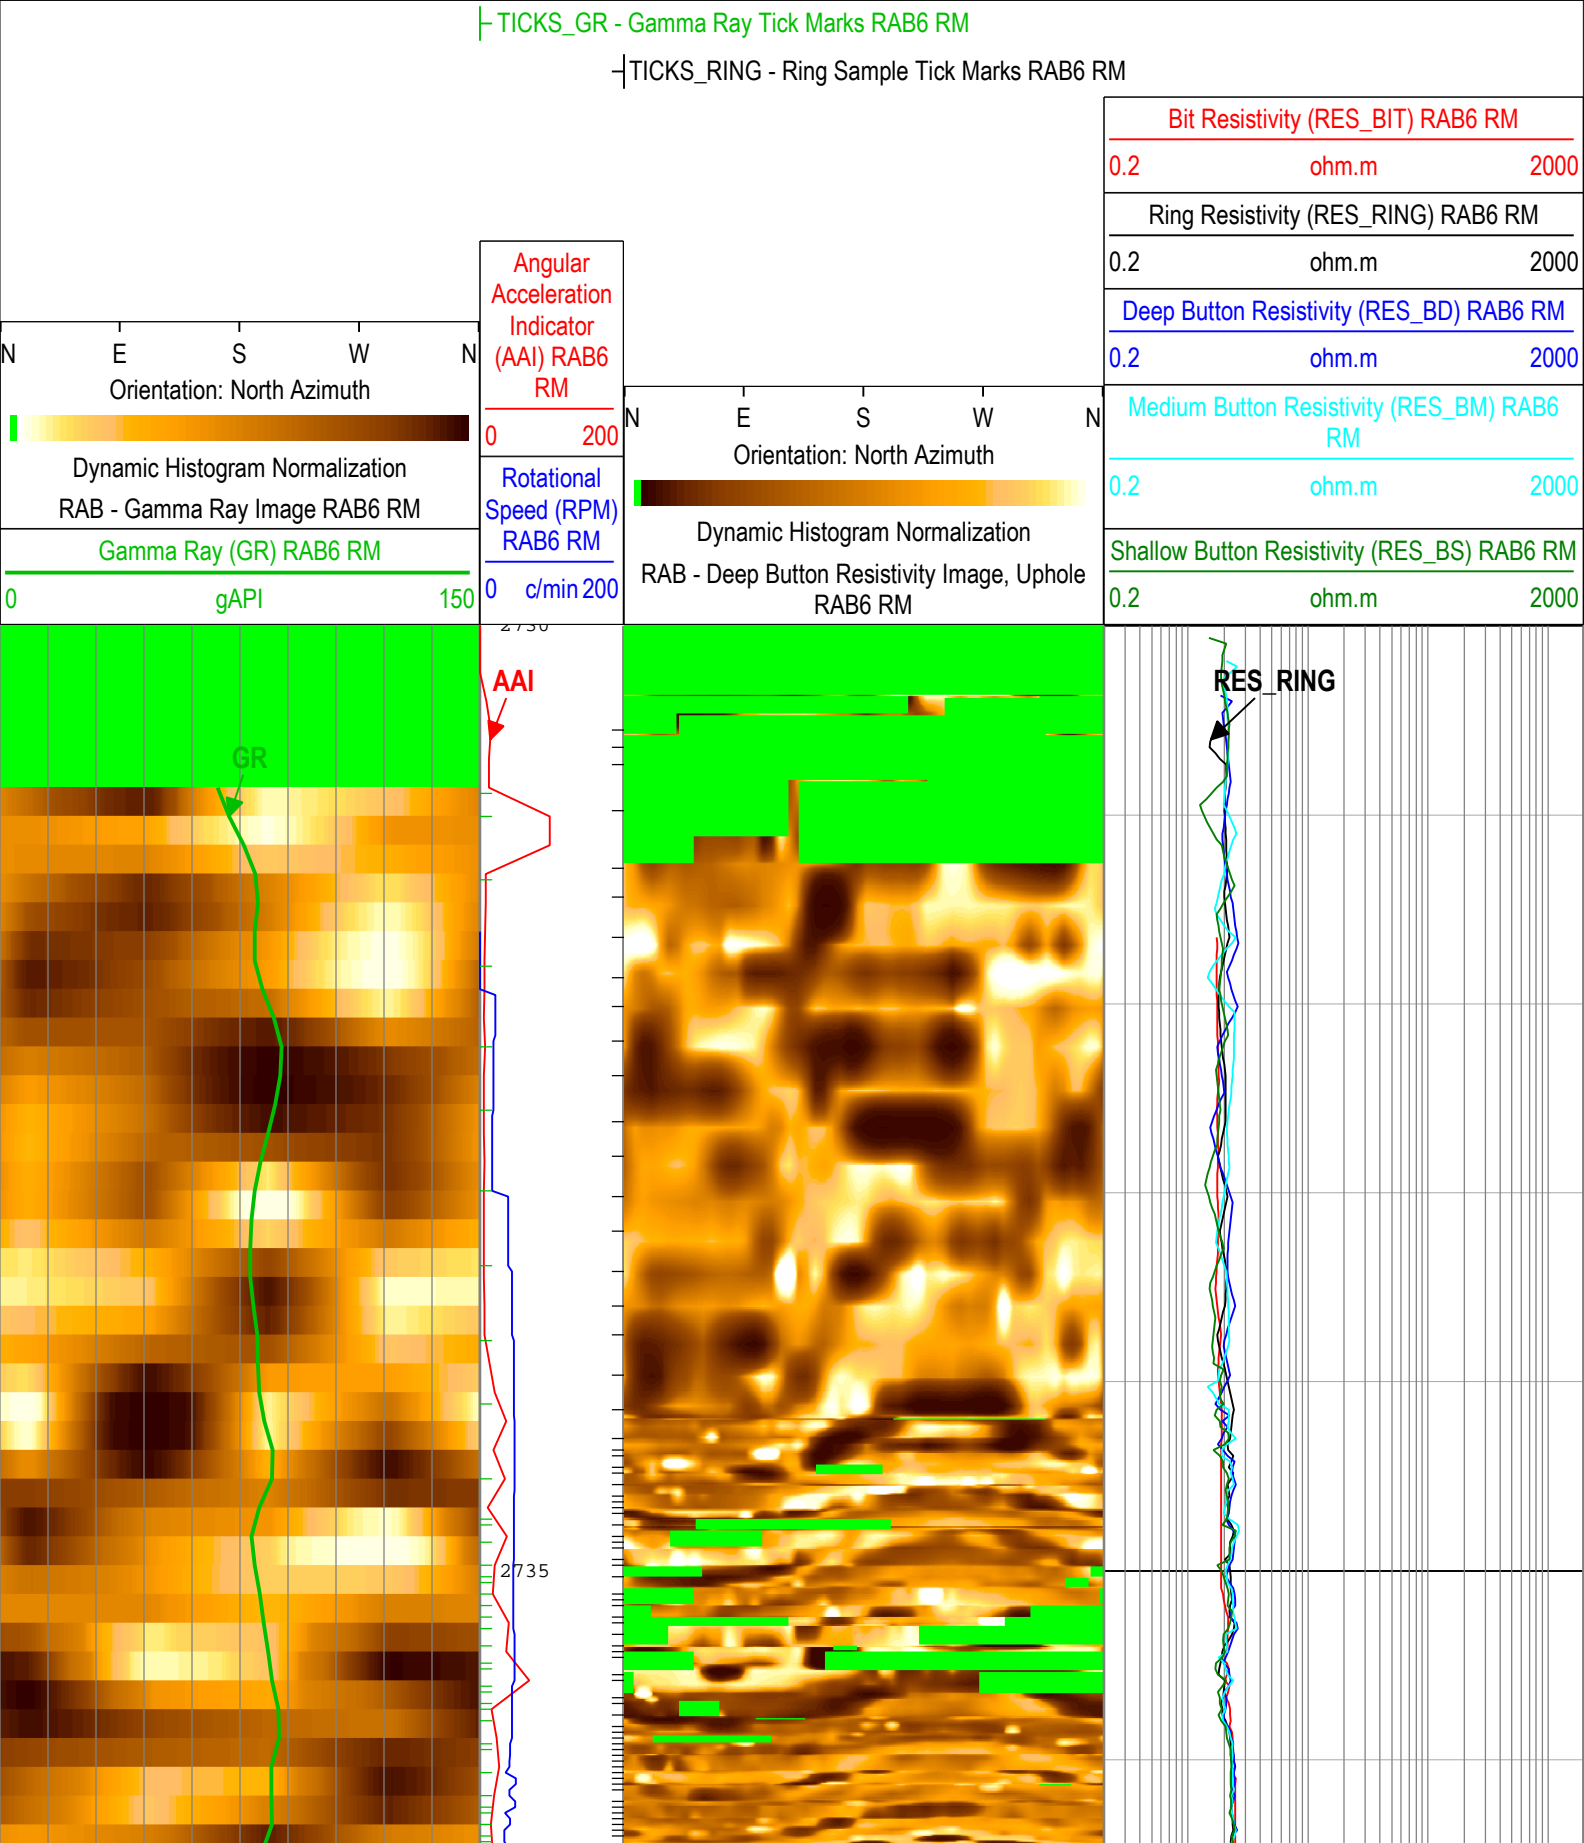 TICKS_GR - Gamma Ray Tick Marks RAB6 RM
TICKS_RING - Ring Sample Tick Marks RAB6 RM
N E S W N
Orientation: North Azimuth
Dynamic Histogram Normalization
RAB - Gamma Ray Image RAB6 RM
Gamma Ray (GR) RAB6 RM
0 gAPI 150
Angular
Acceleration
Indicator
(AAI) RAB6
RM
0 200
Rotational
Speed (RPM)
RAB6 RM
0 c/min 200
N E S W N
Orientation: North Azimuth
Dynamic Histogram Normalization
RAB - Deep Button Resistivity Image, Uphole
RAB6 RM
Bit Resistivity (RES_BIT) RAB6 RM
0.2 ohm.m 2000
Ring Resistivity (RES_RING) RAB6 RM
0.2 ohm.m 2000
Deep Button Resistivity (RES_BD) RAB6 RM
0.2 ohm.m 2000
Medium Button Resistivity (RES_BM) RAB6
RM
0.2 ohm.m 2000
Shallow Button Resistivity (RES_BS) RAB6 RM
0.2 ohm.m 2000
2730
AAI
RES_RING
GR
2735